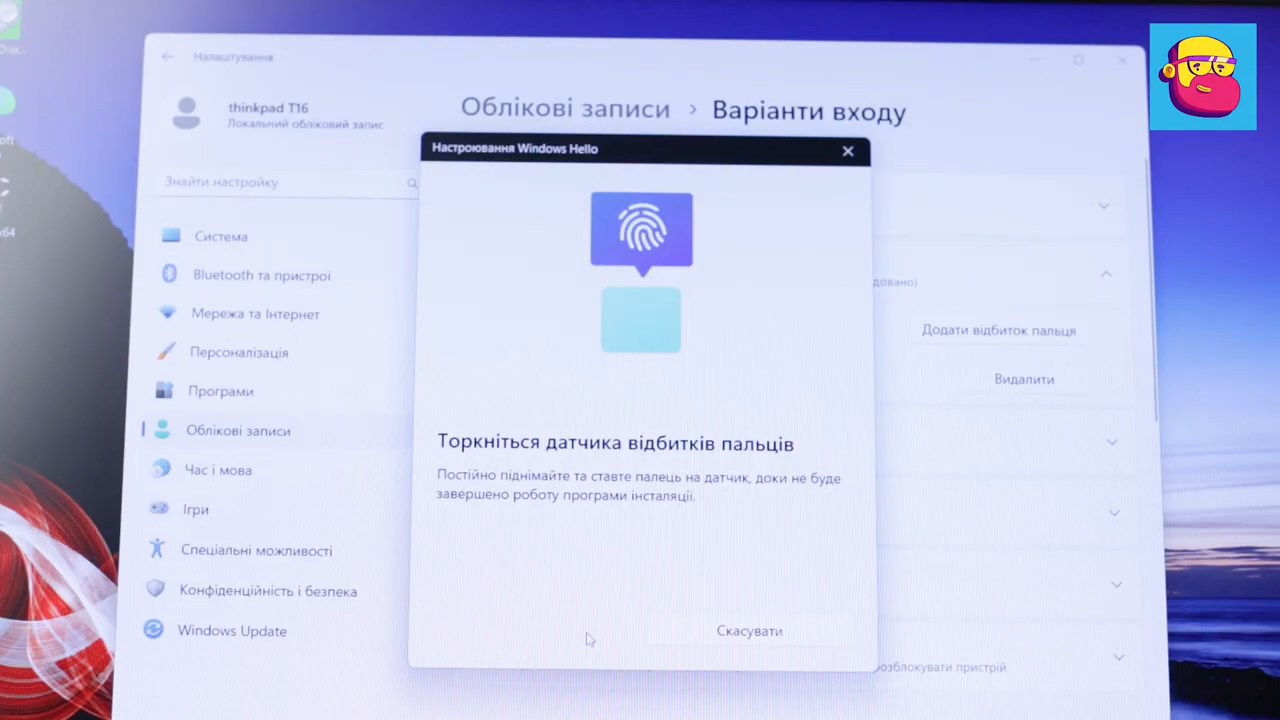 Налаштування
thinkpad T16
Локальний обліковий запис
Облікові записи > Варіанти входу
Настроювання Windows Hello
Знайти настройку
Система
Bluetooth та пристрої
Мережа та Інтернет
Персоналізація
Програми
Облікові записи
Час і мова
Ігри
Спеціальні можливості
Конфіденційність і безпека
Windows Update
Торкніться датчика відбитків пальців
Постійно піднімайте та ставте палець на датчик, доки не буде
завершено роботу програми інсталяції.
Скасувати
довано)
Додати відбиток пальця
Видалити
розблокувати пристрій
x64